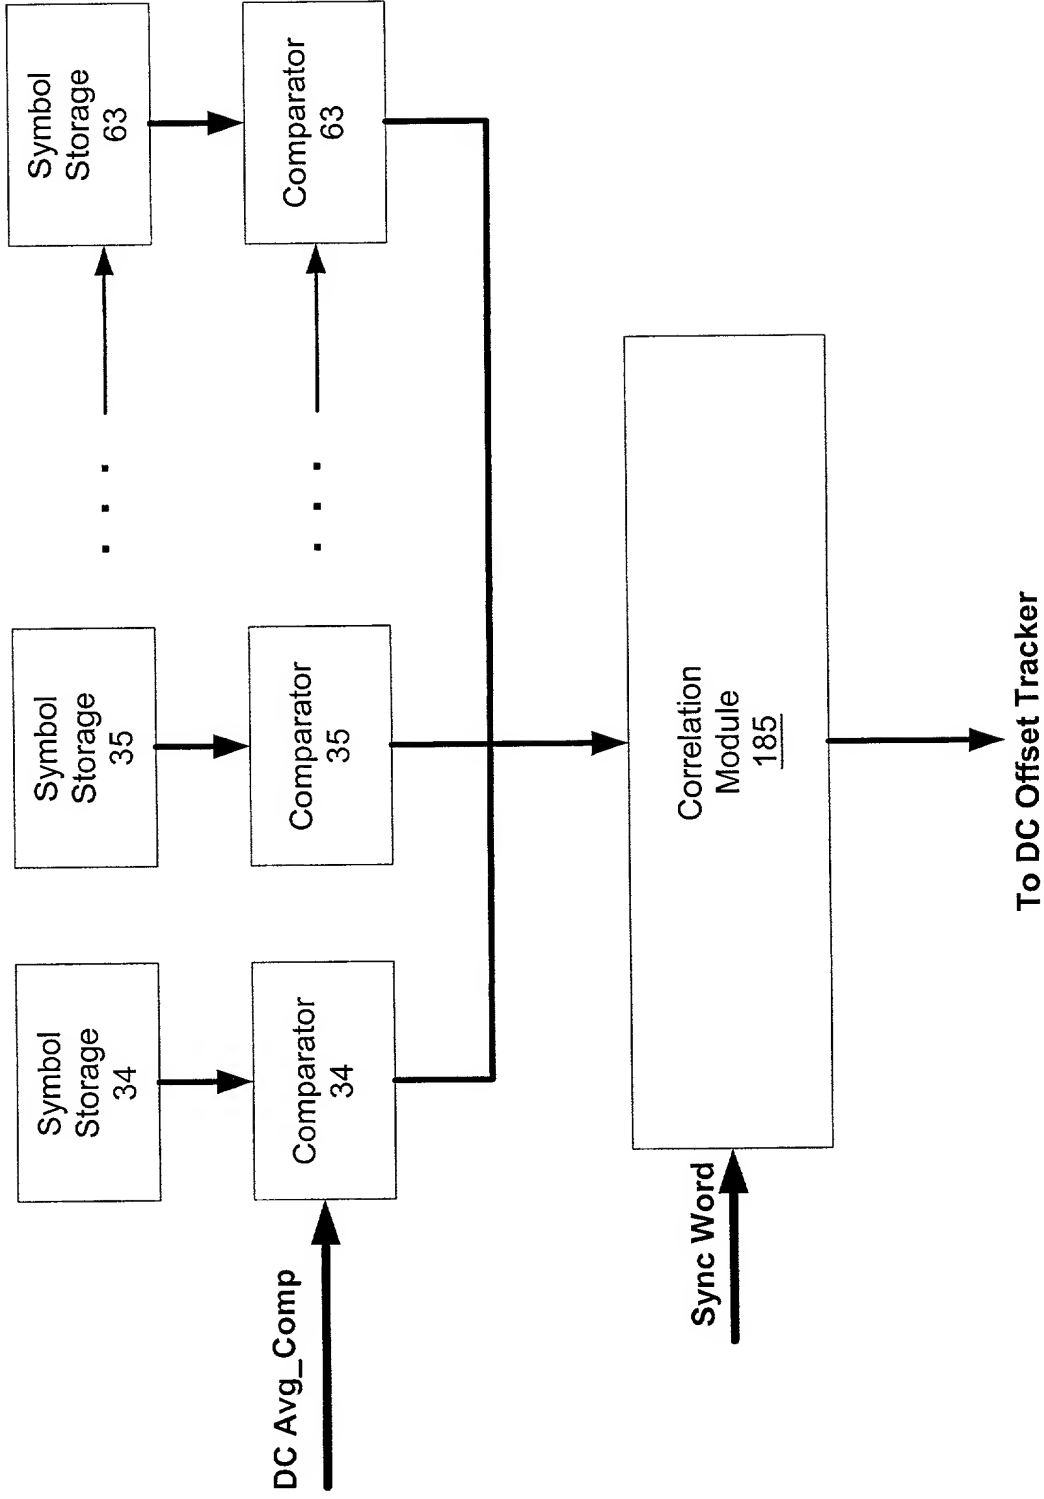 Symbol
Storage
34
Symbol
Storage
35
. . .
Symbol
Storage
63
DC Avg_Comp
Comparator
34
Comparator
35
. . .
Comparator
63
Sync Word
Correlation
Module
185
To DC Offset Tracker